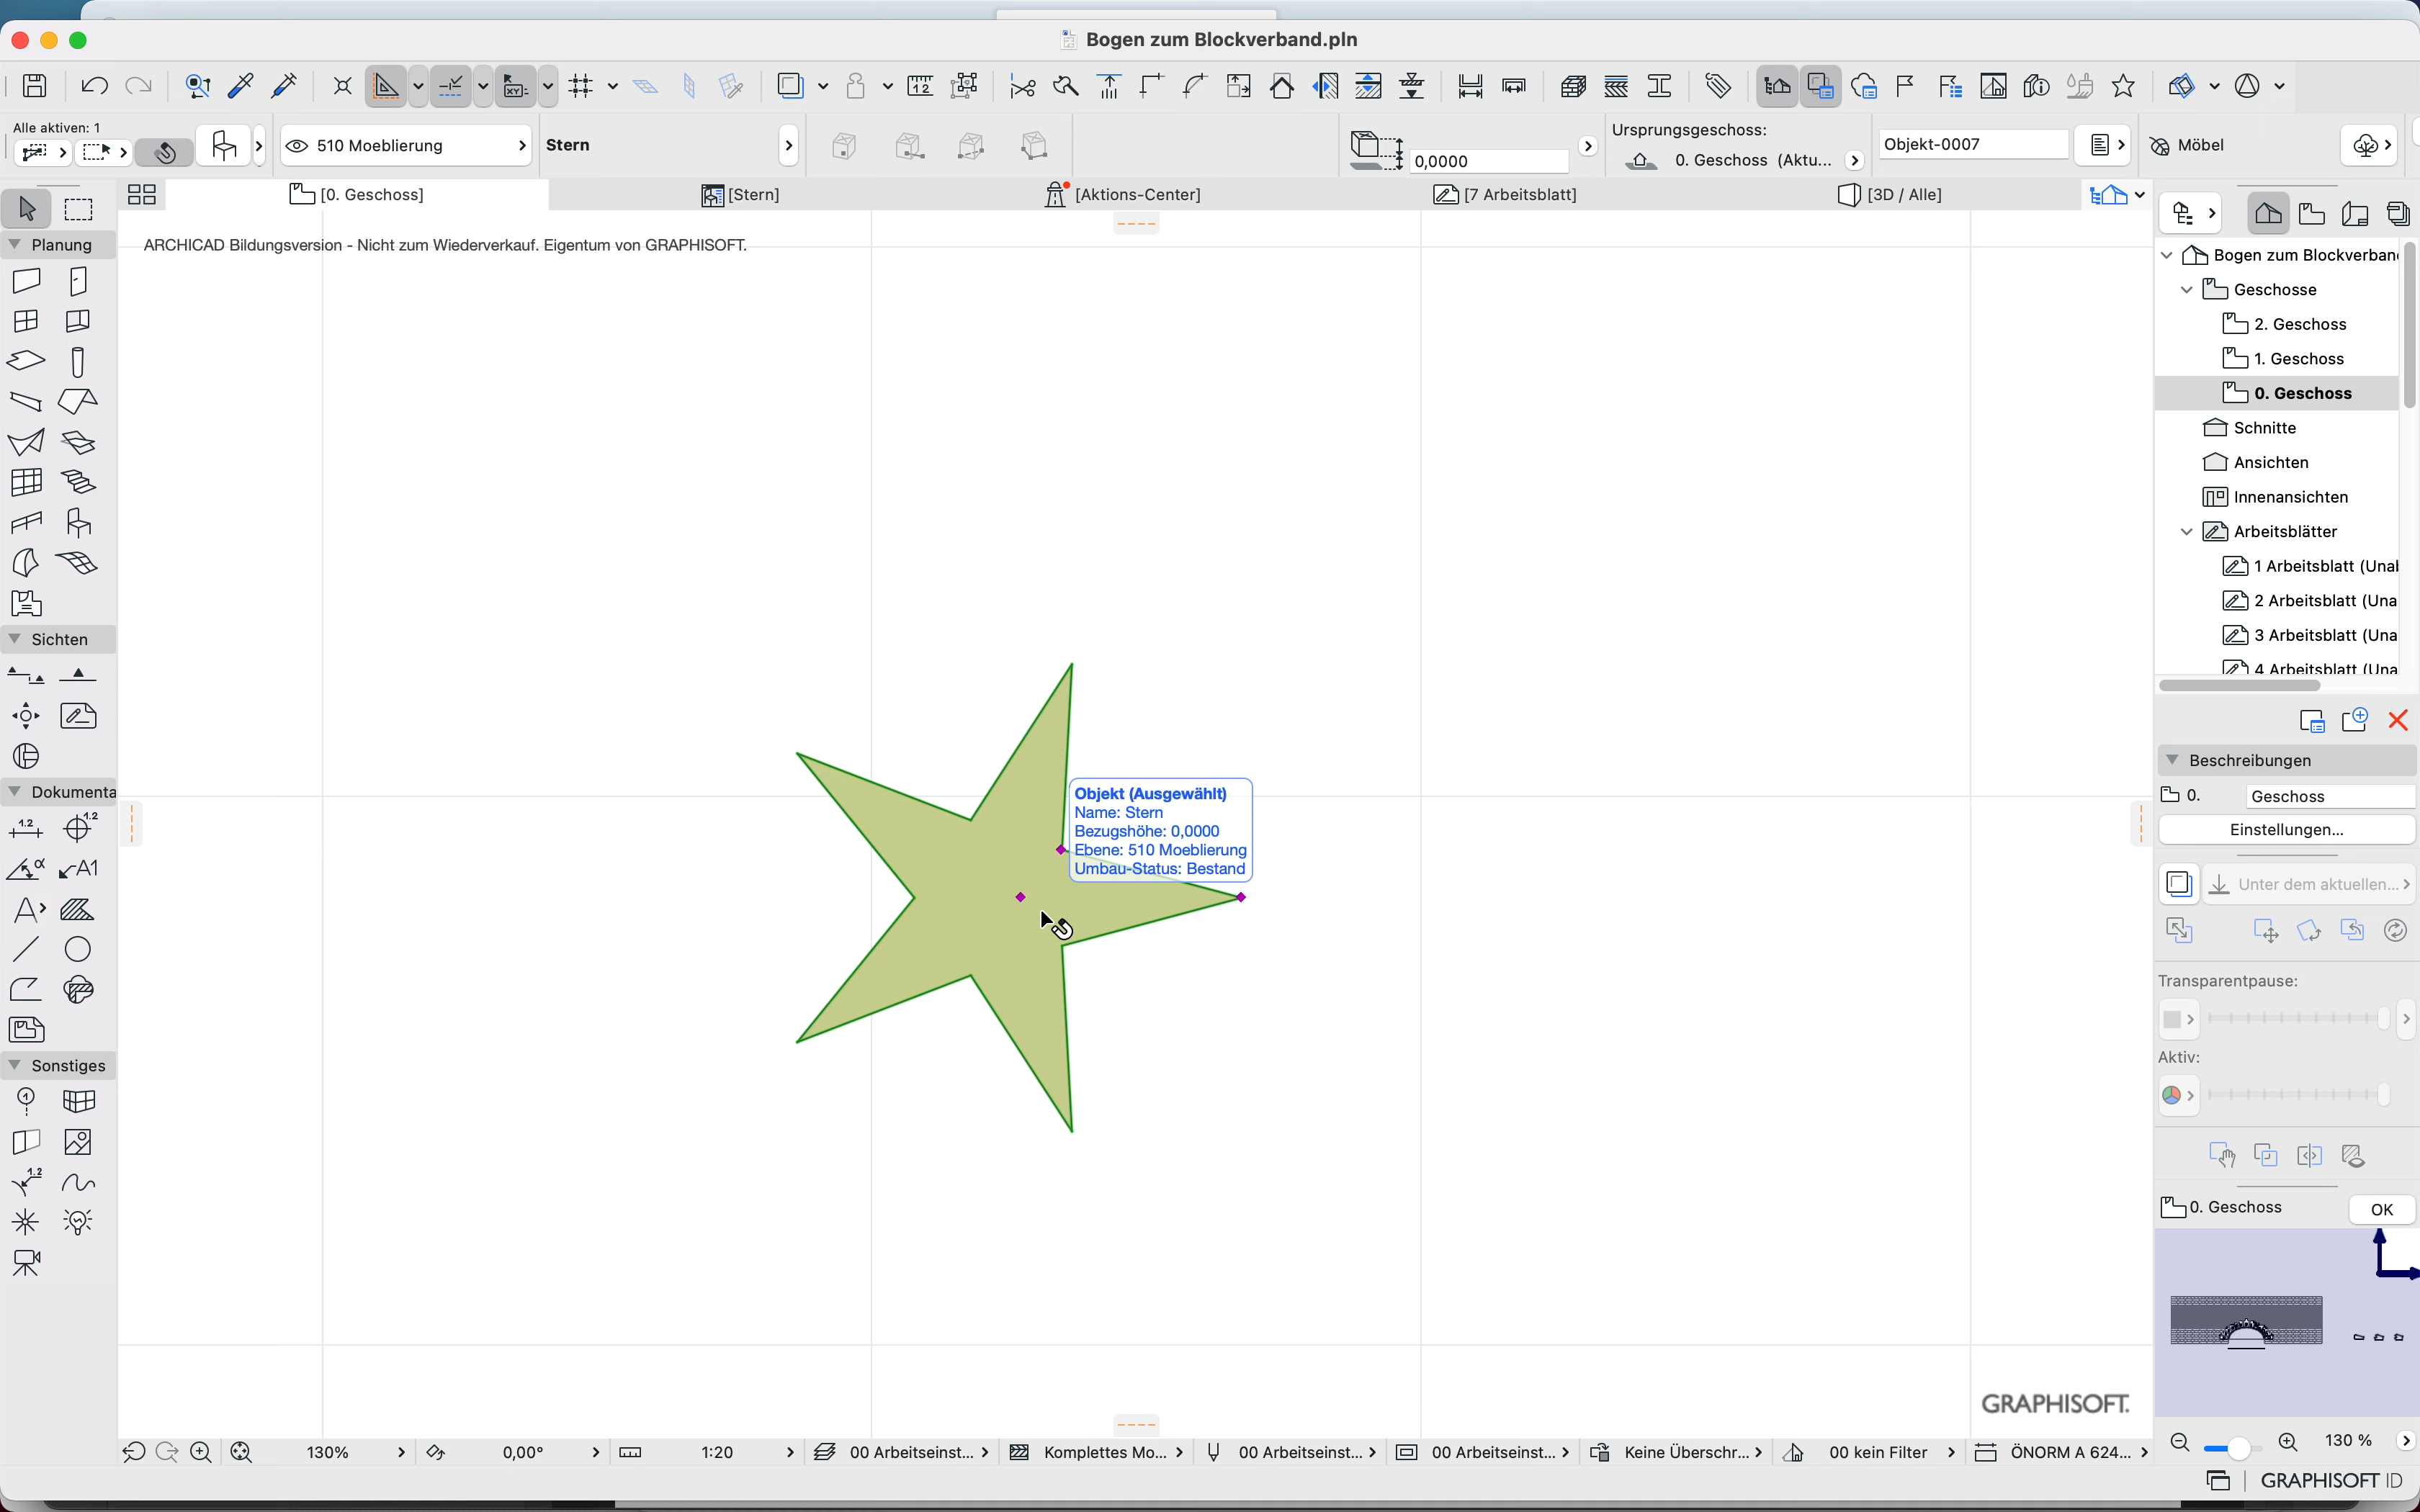 Bogen zum Blockverband.pln
Alle aktiven: 1
510 Moeblierung
Stern
0,0000
Ursprungsgeschoss:
0. Geschoss (Aktu...
Objekt-0007
Möbel
[0. Geschoss]
[Stern]
[Aktions-Center]
[7 Arbeitsblatt]
[3D / Alle]
Planung
Sichten
Dokumenta
Sonstiges
ARCHICAD Bildungsversion - Nicht zum Wiederverkauf. Eigentum von GRAPHISOFT.
Objekt (Ausgewählt)
Name: Stern
Bezugshöhe: 0,0000
Ebene: 510 Moeblierung
Umbau-Status: Bestand
GRAPHISOFT.
Bogen zum Blockverban
Geschosse
2. Geschoss
1. Geschoss
0. Geschoss
Schnitte
Ansichten
Innenansichten
Arbeitsblätter
1 Arbeitsblatt (Unab
2 Arbeitsblatt (Una
3 Arbeitsblatt (Una
4 Arbeitsblatt (Una
Beschreibungen
0.
Geschoss
Einstellungen...
Unter dem aktuellen...
Transparentpause:
Aktiv:
0. Geschoss
OK
130 %
130%
0,00°
1:20
00 Arbeitseinst...
Komplettes Mo...
00 Arbeitseinst...
00 Arbeitseinst...
Keine Überschr...
00 kein Filter
ÖNORM A 624...
GRAPHISOFT ID